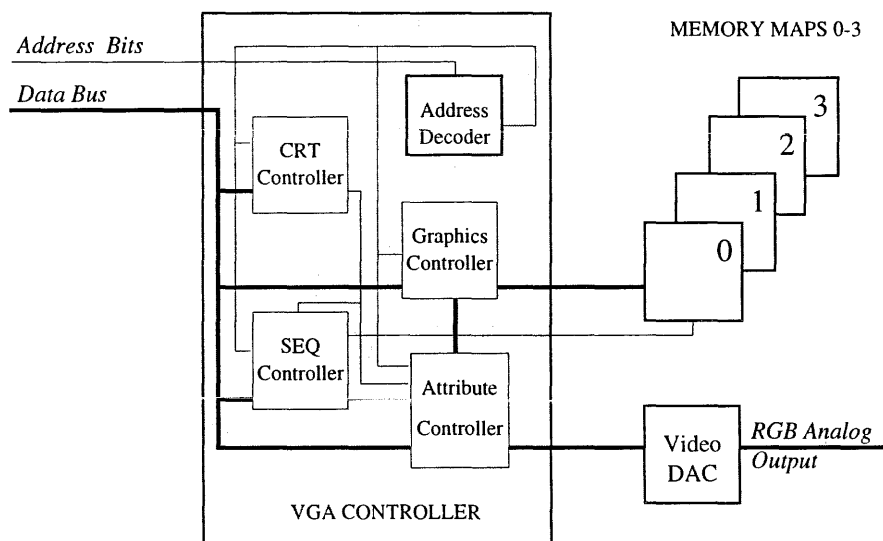 MEMORY MAPS 0-3
Address Bits
Data Bus
Address
Decoder
CRT
Controller
3
2
1
0
Graphics
Controller
SEQ
Controller
Attribute
Controller
Video
DAC
RGB Analog
Output
VGA CONTROLLER